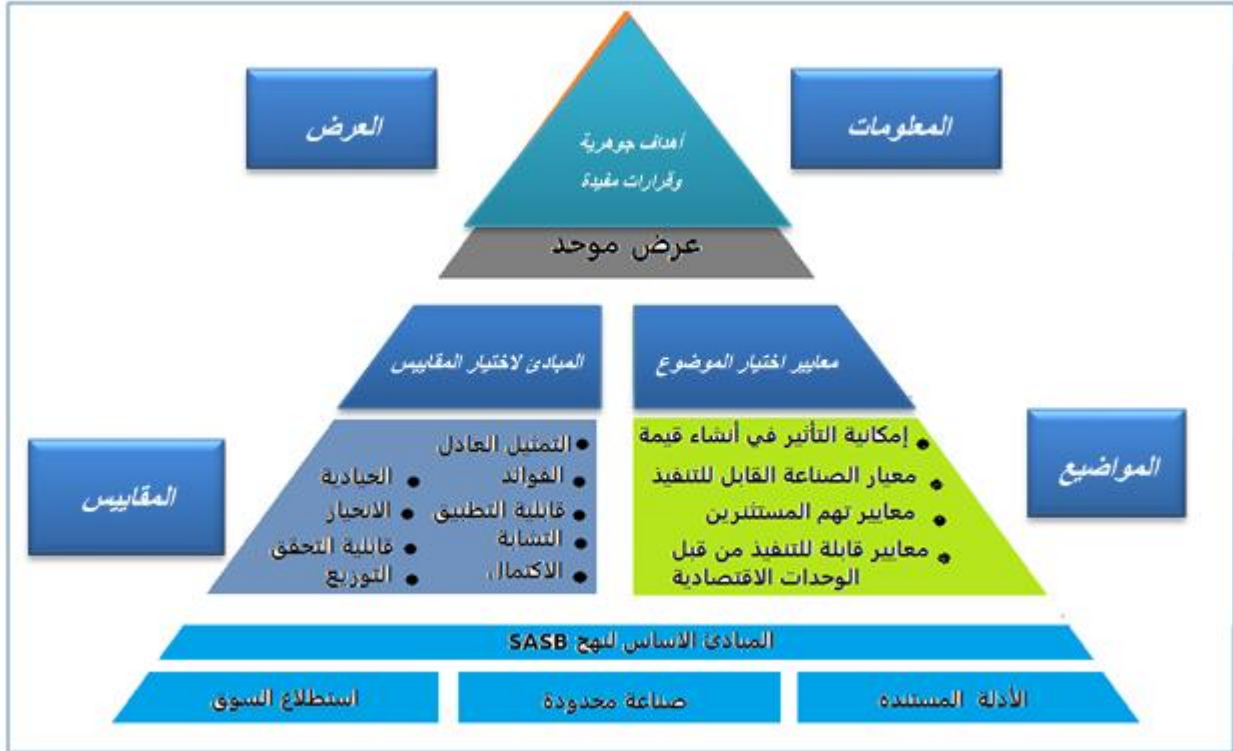 المعلومات
العرض
أهداف جوهرية
وقرارات مفيدة
عرض موحد
معايير اختيار الموضوع
المبادئ لاختيار المقاييس
المواضيع
إمكانية التأثير في أنشاء قيمة
معيار الصناعة القابل للتنفيذ
معايير تهم المستثنرين
معايير قابلة للتنفيذ من قبل
الوحدات الاقتصادية
المقاييس
التمثيل العادل
الفوائد
قابلية التطبيق
التشابة
الاكتمال
الحيادية
الانحياز
قابلية التحقق
التوزيع
المبادئ الاساس لنهج SASB
الأدلة المستنده
صناعة محدودة
استطلاع السوق